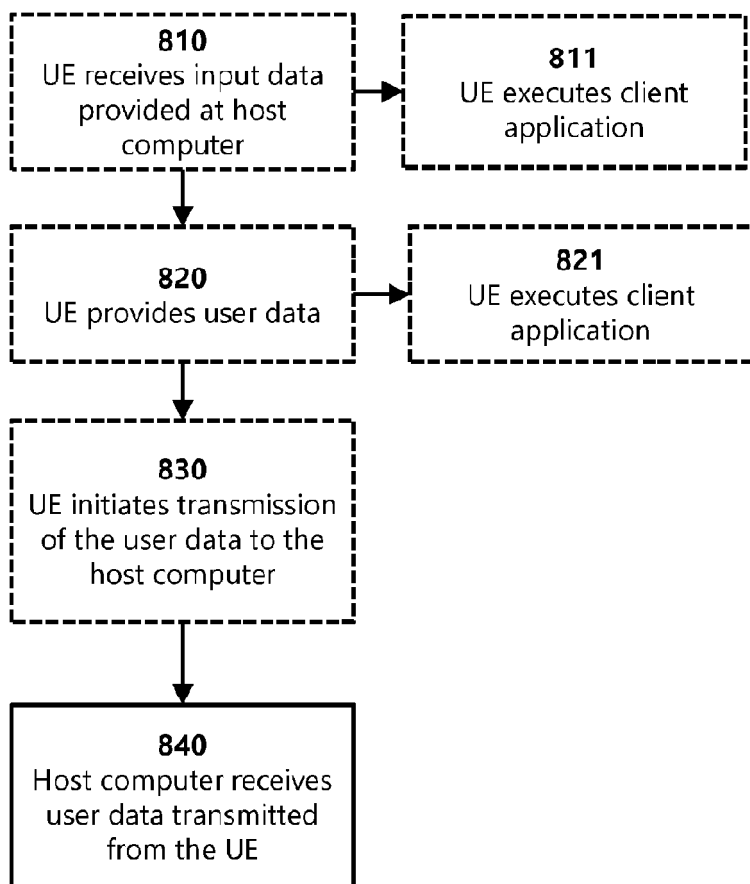 810
UE receives input data
provided at host
computer
811
UE executes client
application
820
UE provides user data
821
UE executes client
application
830
UE initiates transmission
of the user data to the
host computer
840
Host computer receives
user data transmitted
from the UE